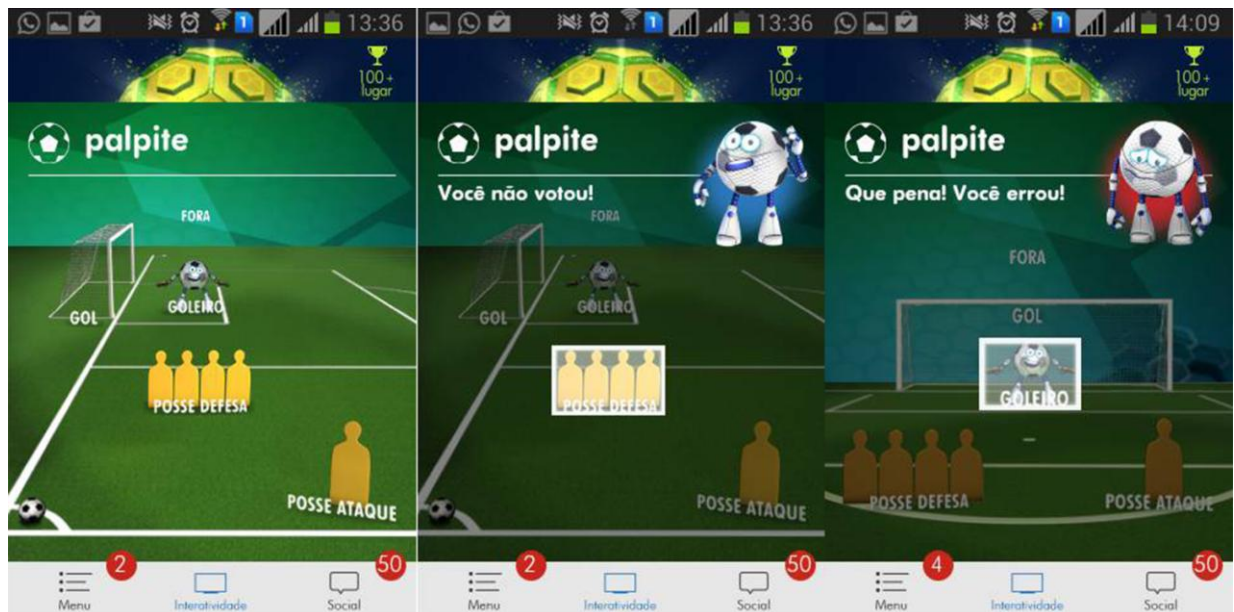 1 13:36
100+
lugar
palpite
FORA
GOLEIRO
GOL
POSSE DEFESA
POSSE ATAQUE
2
50
Menu
Interatividade
Social
1 13:36
100+
lugar
palpite
Você não votou!
FORA
GOLEIRO
GOL
POSSE DEFESA
POSSE ATAQUE
2
50
Menu
Interatividade
Social
1 14:09
100+
lugar
palpite
Que pena! Você errou!
FORA
GOL
GOLEIRO
POSSE DEFESA
POSSE ATAQUE
4
50
Menu
Interatividade
Social